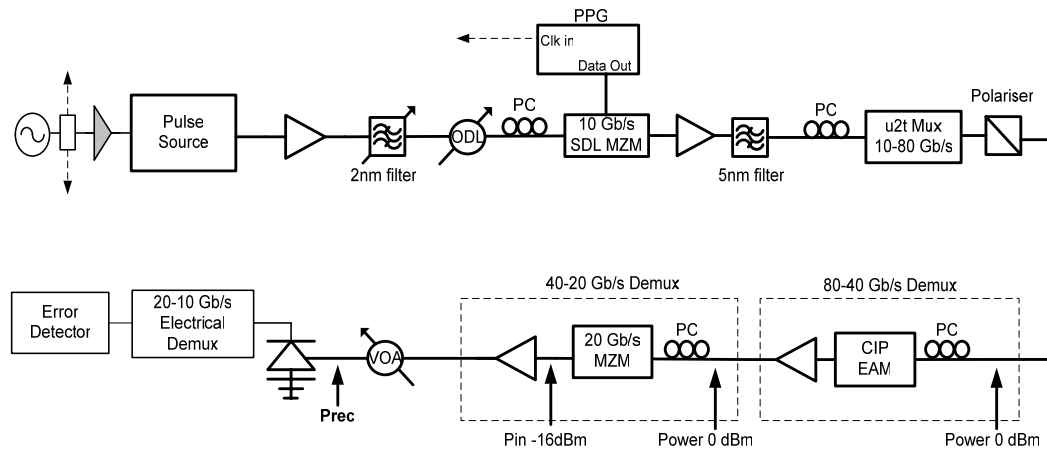 PPG
Clk in
Data Out
Pulse
Source
2nm filter
ODL
PC
10 Gb/s
SDL MZM
5nm filter
PC
u2t Mux
10-80 Gb/s
Polariser
40-20 Gb/s Demux
80-40 Gb/s Demux
Error
Detector
20-10 Gb/s
Electrical
Demux
VOA
20 Gb/s
MZM
PC
CIP
EAM
PC
Prec
Pin -16dBm
Power 0 dBm
Power 0 dBm